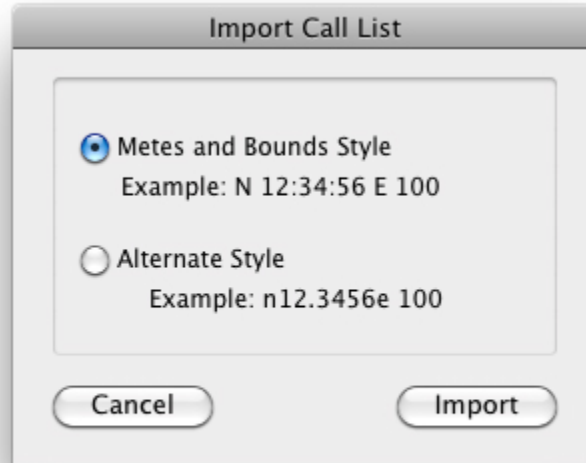 Import Call List
Metes and Bounds Style
Example: N 12:34:56 E 100
Alternate Style
Example: n12.3456e 100
Cancel
Import